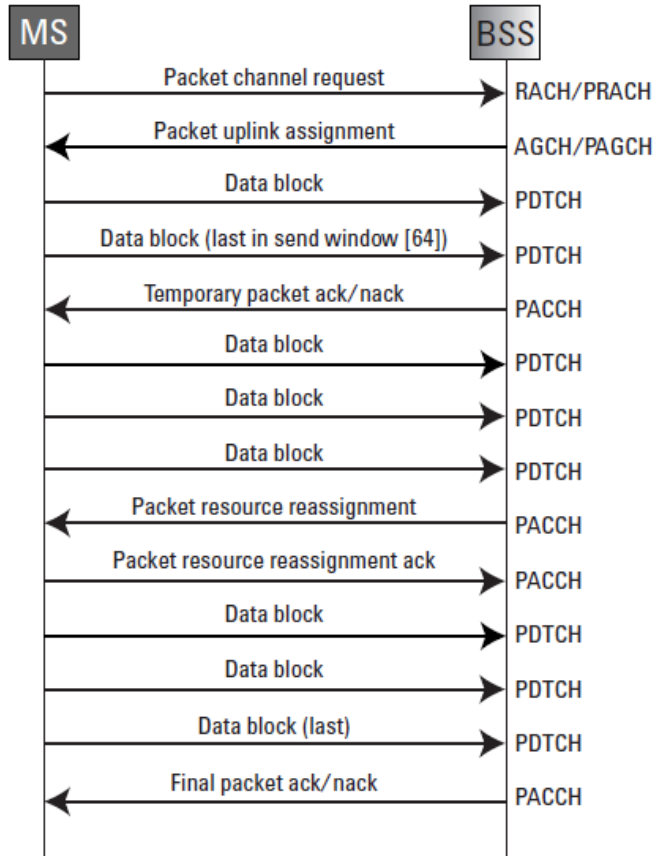 MS BSS
Packet channel request RACH/PRACH
Packet uplink assignment AGCH/PAGCH
Data block PDTCH
Data block (last in send window [64]) PDTCH
Temporary packet ack/nack PACCH
Data block PDTCH
Data block PDTCH
Data block PDTCH
Packet resource reassignment PACCH
Packet resource reassignment ack PACCH
Data block PDTCH
Data block PDTCH
Data block (last) PDTCH
Final packet ack/nack PACCH